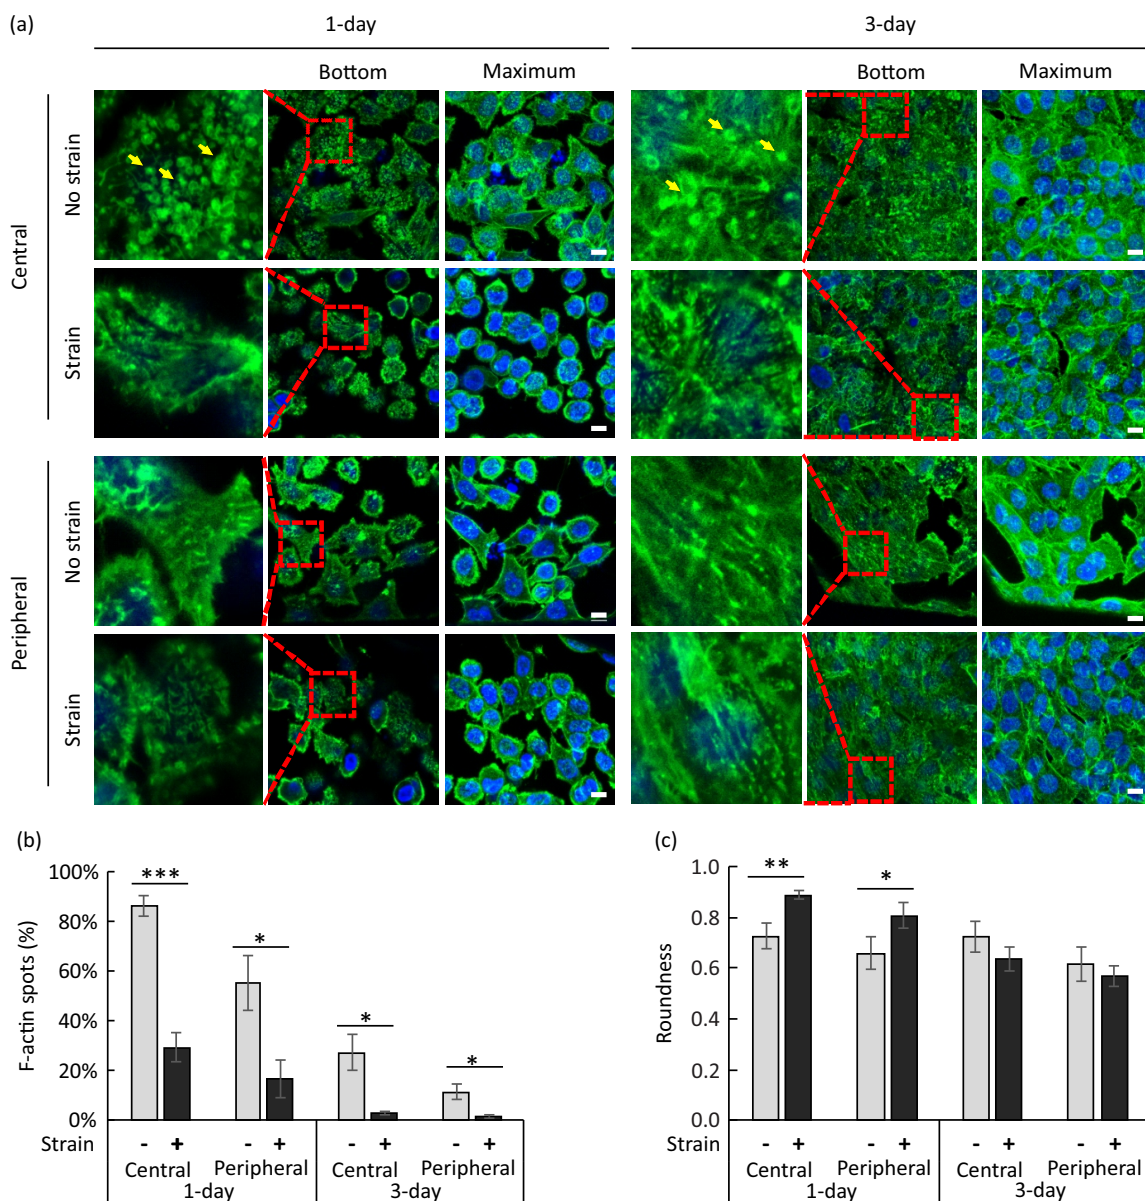 (a)
1-day
3-day
Bottom
Maximum
Bottom
Maximum
Central
No strain
Strain
Peripheral
No strain
Strain
(b)
F-actin spots (%)
100%
80%
60%
40%
20%
0%
***
*
*
*
Strain
- + - + - + - +
Central Peripheral Central Peripheral
1-day 3-day
(c)
Roundness
1.0
0.8
0.6
0.4
0.2
0.0
**
*
Strain
- + - + - + - +
Central Peripheral Central Peripheral
1-day 3-day